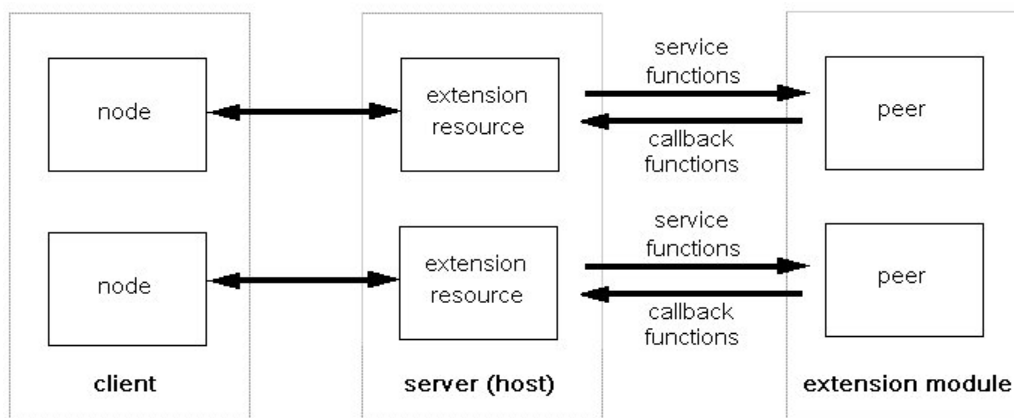 service
functions
node
extension
resource
peer
callback
functions
service
functions
node
extension
resource
peer
callback
functions
client
server (host)
extension module